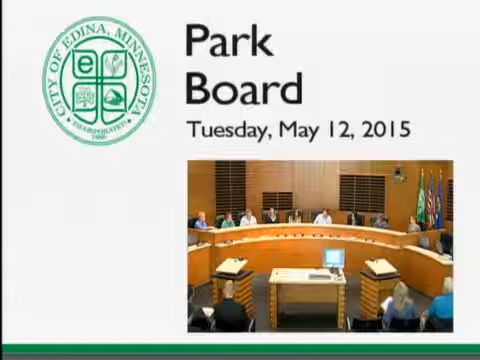 CITY OF EDINA, MINNESOTA
e
INCORPORATED
1888
Park
Board
Tuesday, May 12, 2015